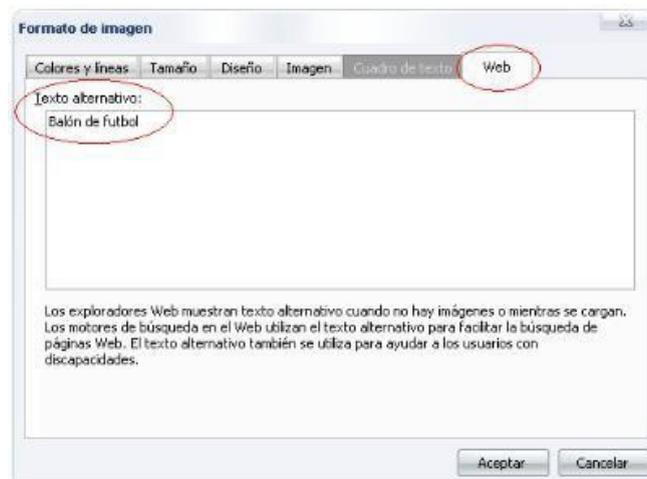 Formato de imagen
Colores y líneas Tamaño Diseño Imagen Cuadro de texto Web
Texto alternativo:
Balón de futbol
Los exploradores Web muestran texto alternativo cuando no hay imágenes o mientras se cargan.
Los motores de búsqueda en el Web utilizan el texto alternativo para facilitar la búsqueda de
páginas Web. El texto alternativo también se utiliza para ayudar a los usuarios con
discapacidades.
Aceptar Cancelar